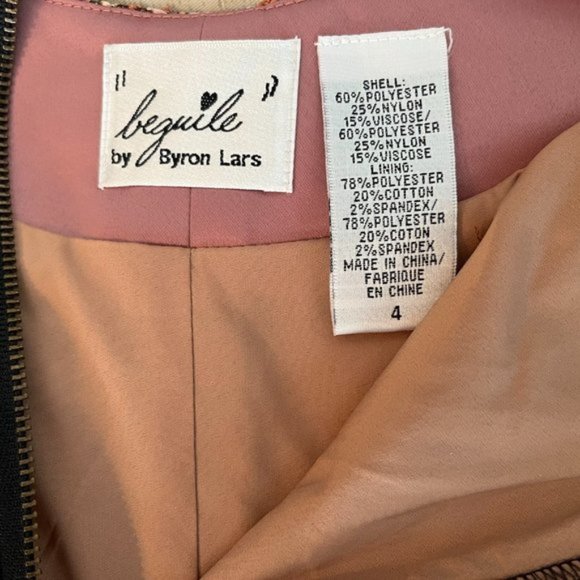 "beguile"
by Byron Lars
SHELL:
60%POLYESTER
25%NYLON
15%VISCOSE/
60%POLYESTER
25%NYLON
15%VISCOSE
LINING:
78%POLYESTER
20%COTTON
2%SPANDEX/
78%POLYESTER
20%COTON
2%SPANDEX
MADE IN CHINA/
FABRIQUE
EN CHINE
4